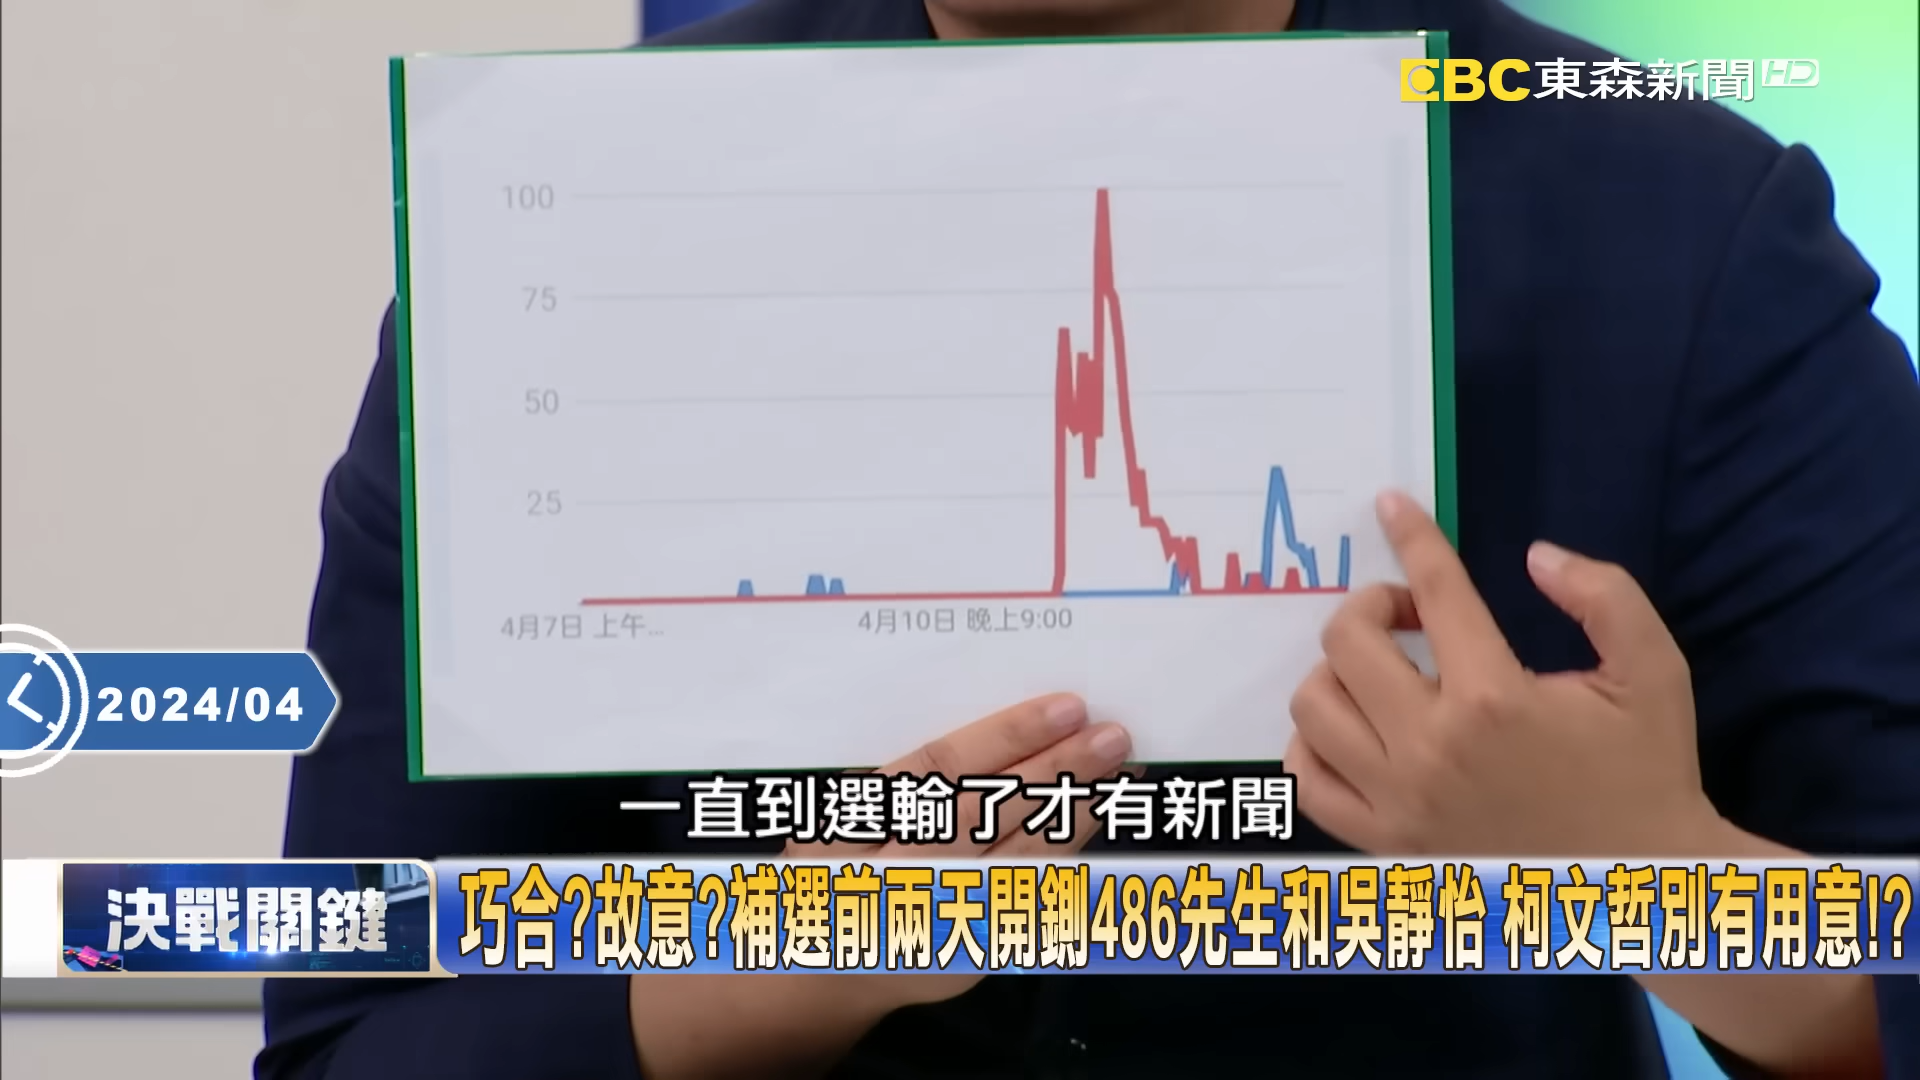 EBC東森新聞HD
100
75
50
25
4月7日 上午...
4月10日 晚上9:00
2024/04
一直到選輸了才有新聞
決戰關鍵
巧合?故意?補選前兩天開鍘486先生和吳靜怡 柯文哲別有用意!?